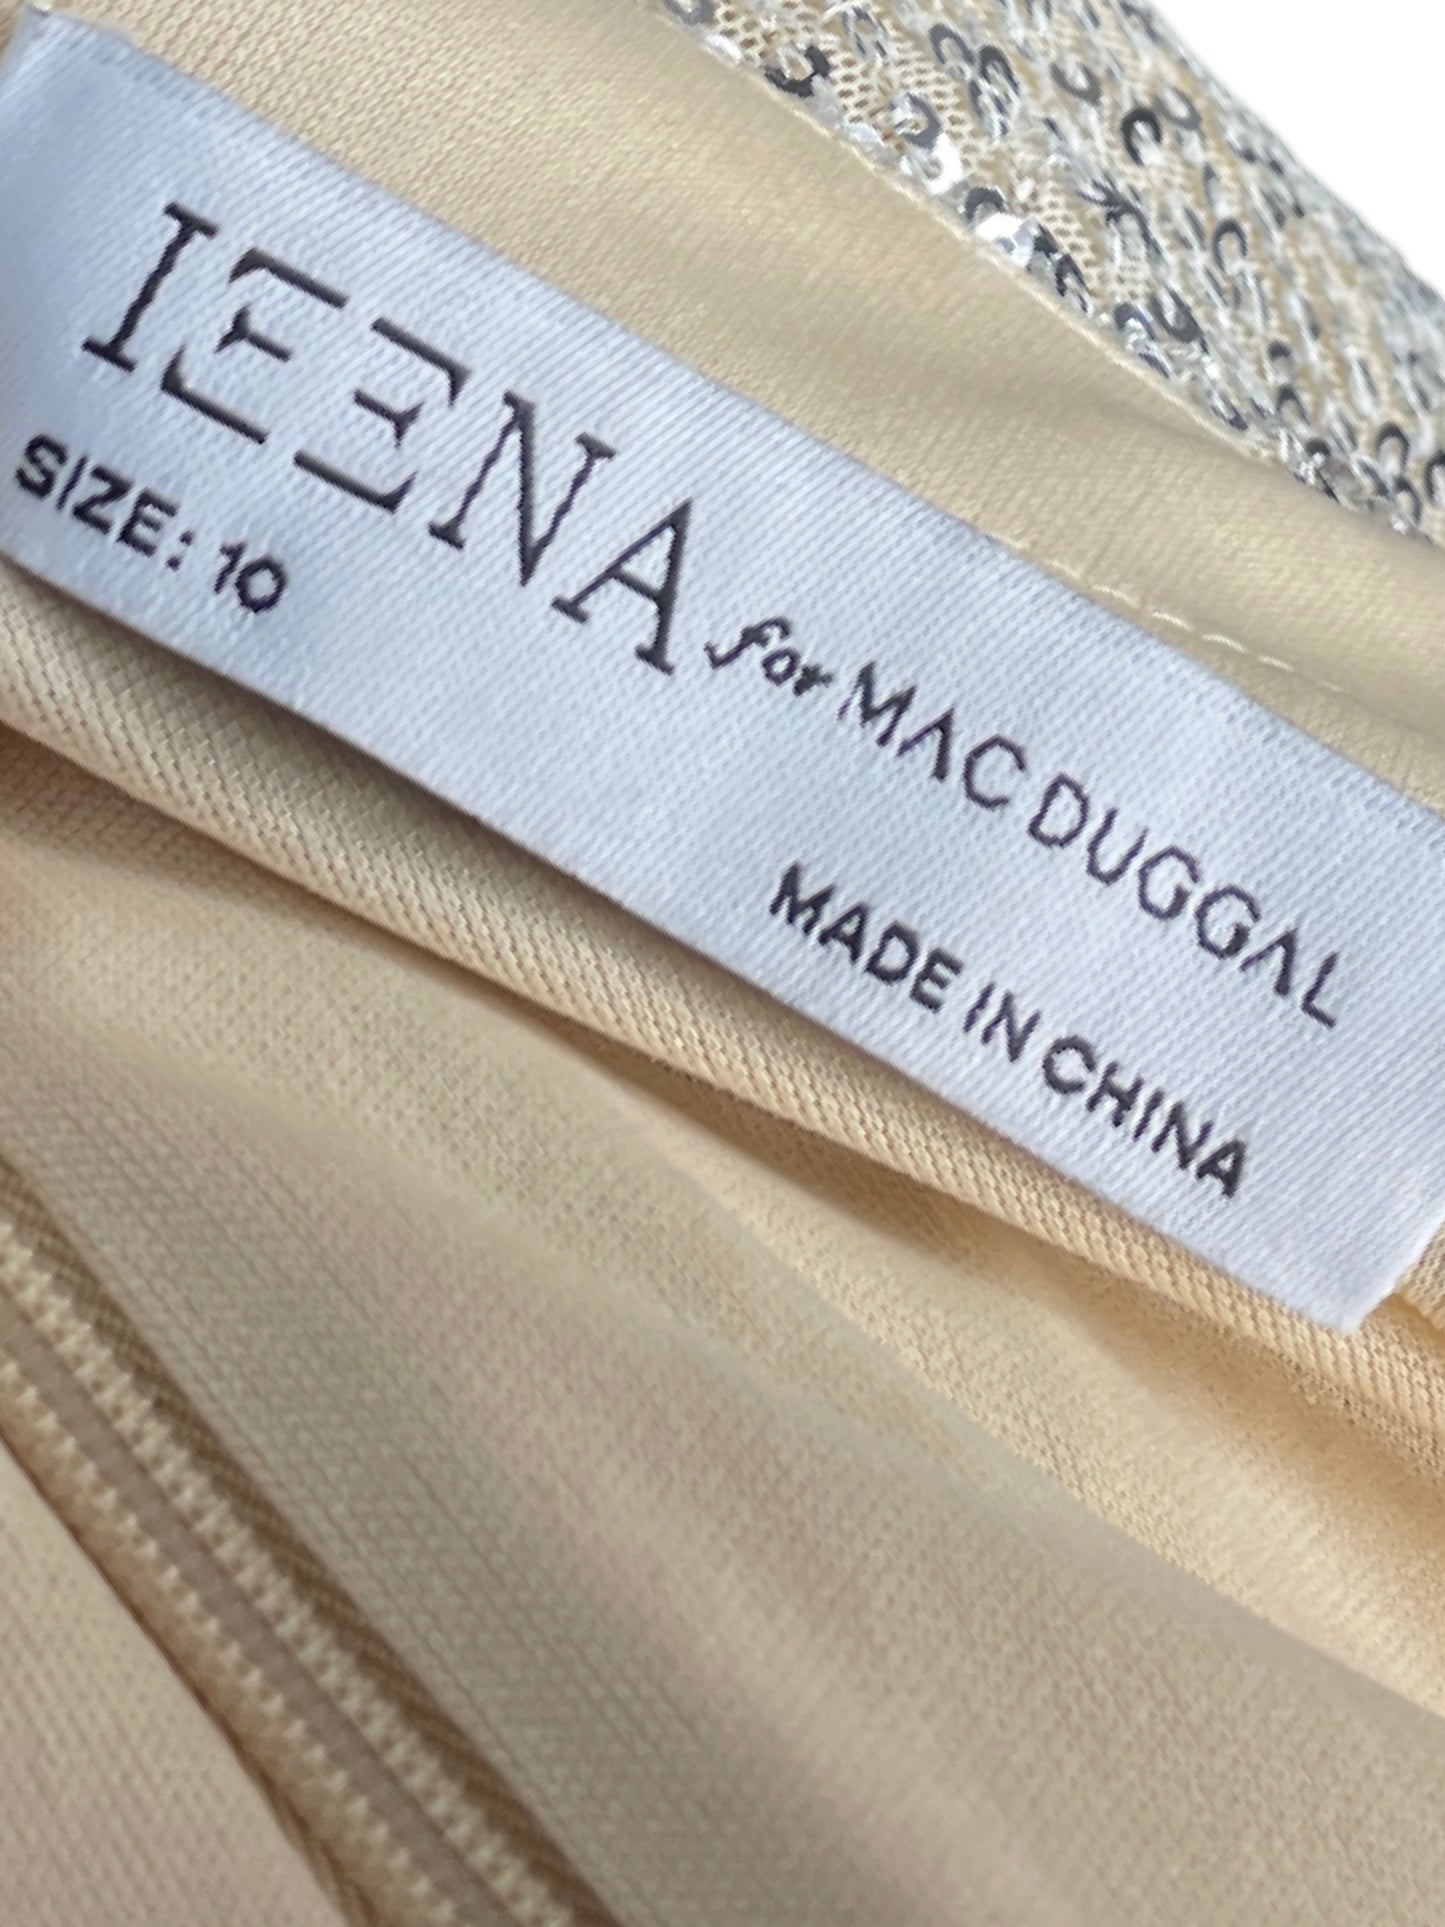 IEENA for MAC DUGGAL
SIZE: 10
MADE IN CHINA